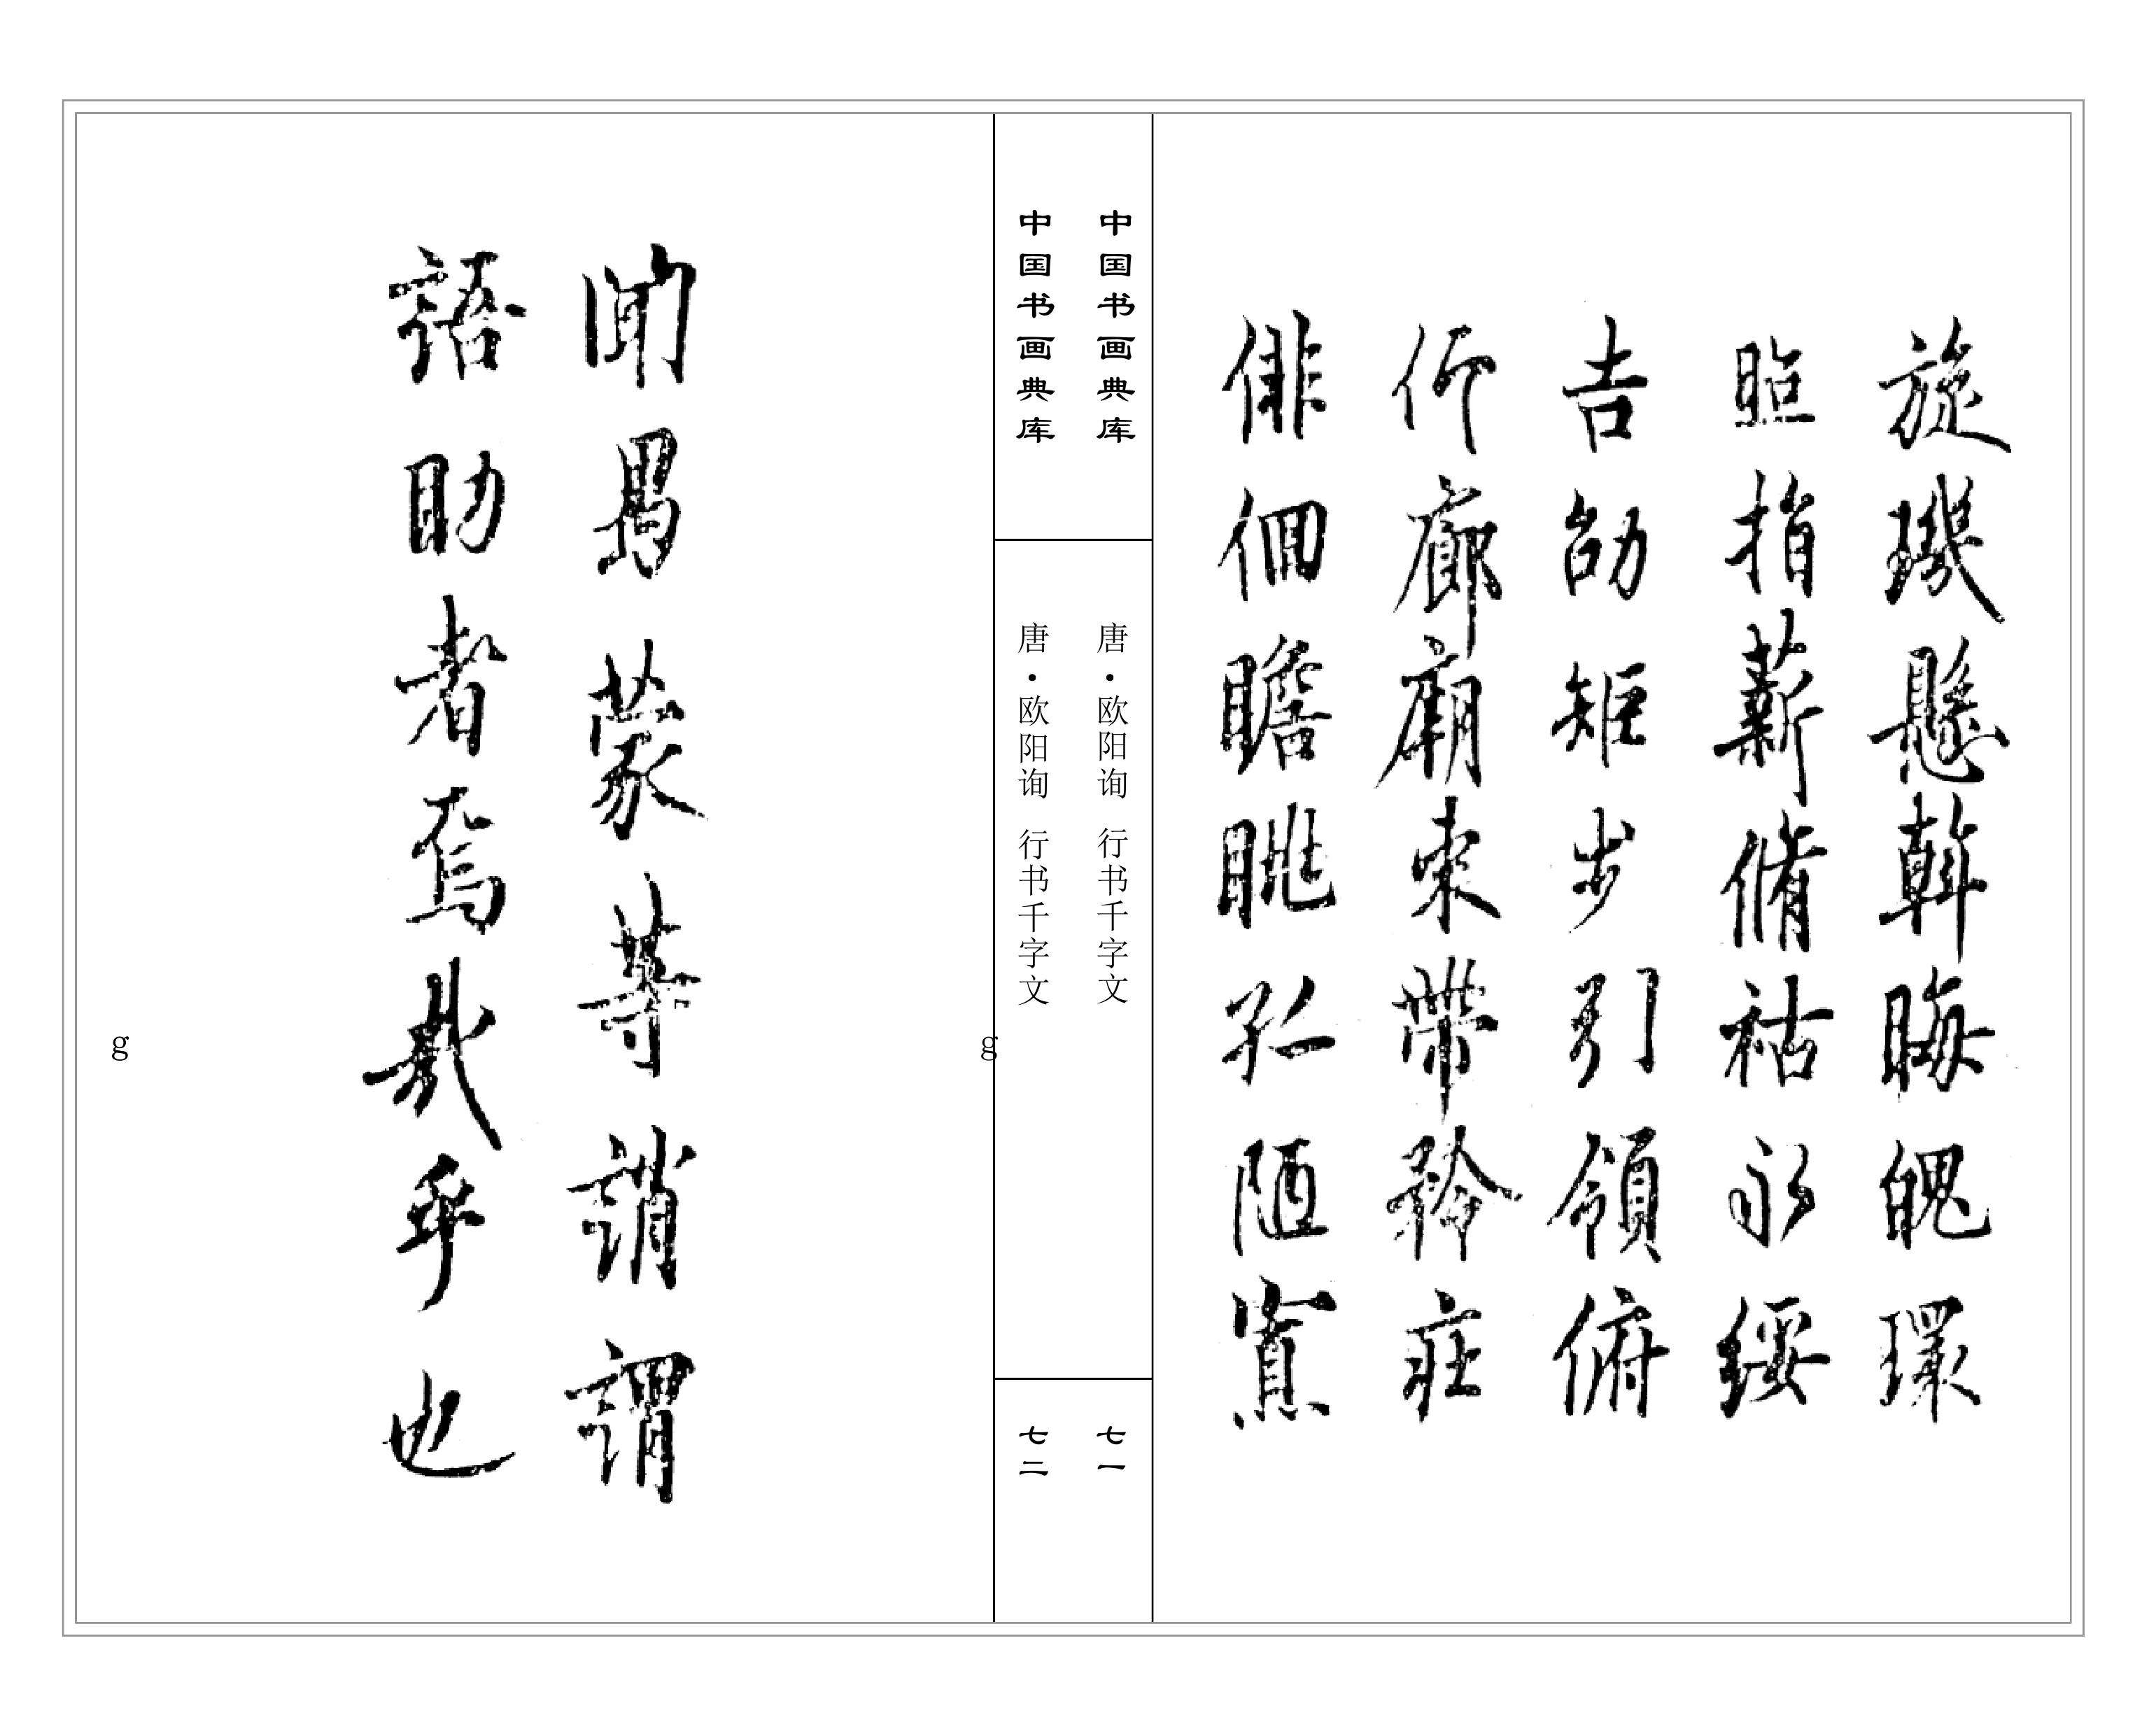 旋璣懸斡晦魄環
照指薪脩祜永綏
吉劭矩步引領俯
仰廊廟束帶矜莊
俳佪瞻眺孤陋寡
中国书画典库
唐·欧阳询 行书千字文
七一
中国书画典库
唐·欧阳询 行书千字文
七二
聞愚蒙等誚謂
語助者焉哉乎也
g
g